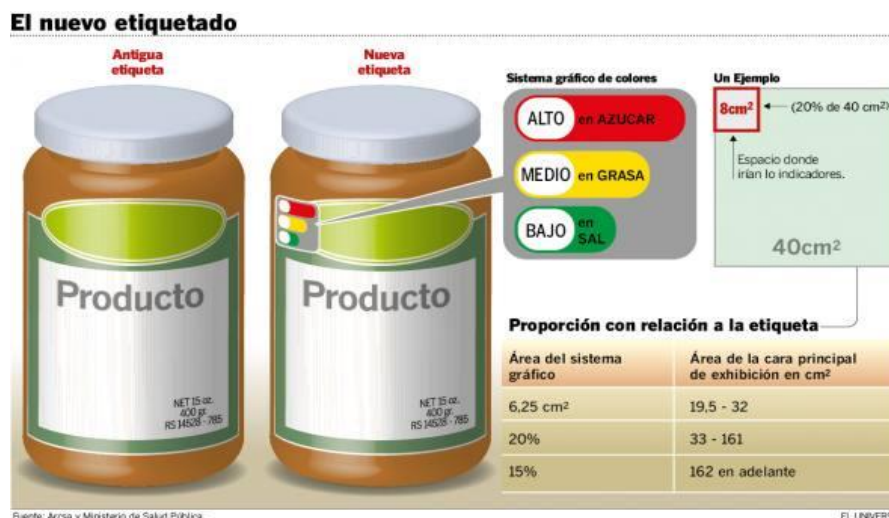 El nuevo etiquetado
Antigua
etiqueta
Producto
NET 15 oz.
400 gr.
RS 14528 - 785
Nueva
etiqueta
Producto
NET 15 oz.
400 gr.
RS 14528 - 785
Sistema gráfico de colores
ALTO en AZUCAR
MEDIO en GRASA
BAJO en
SAL
Un Ejemplo
8cm²
(20% de 40 cm²)
Espacio donde
irían lo indicadores.
40cm²
Proporción con relación a la etiqueta
Área del sistema
gráfico
Área de la cara principal
de exhibición en cm²
6,25 cm²
19,5 - 32
20%
33 - 161
15%
162 en adelante
Fuente: Arcsa y Ministerio de Salud Pública
EL UNIVERS